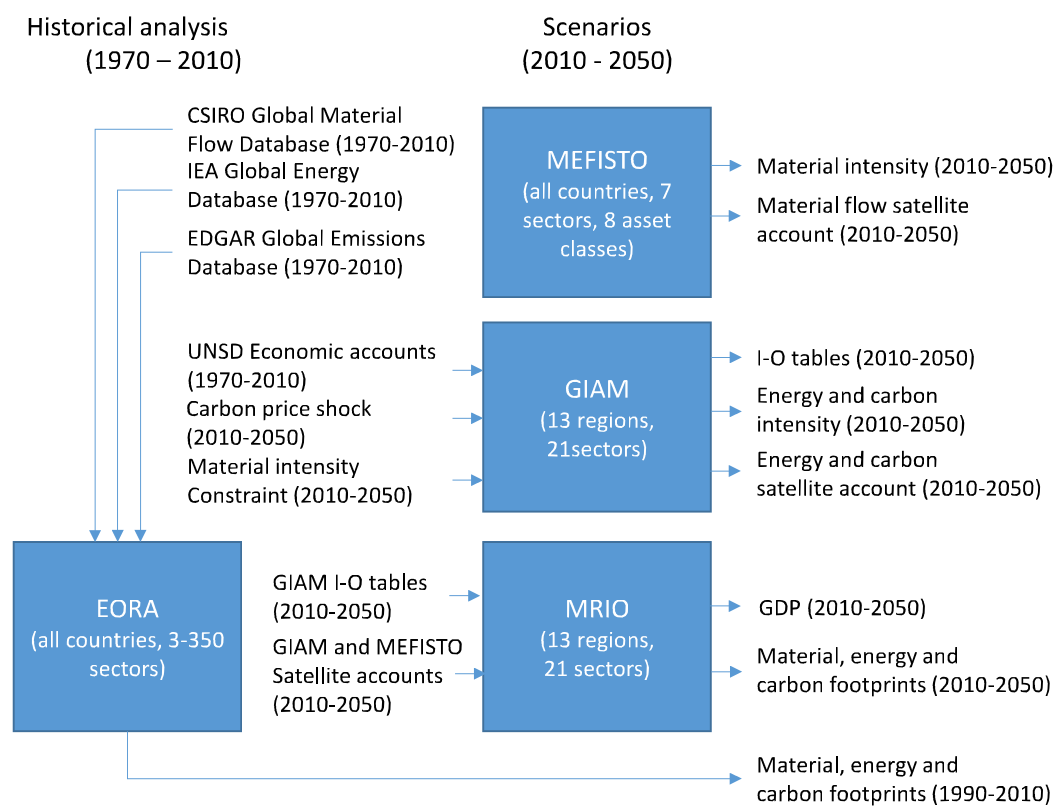 Historical analysis
(1970 – 2010)
Scenarios
(2010 - 2050)
CSIRO Global Material
Flow Database (1970-2010)
IEA Global Energy
Database (1970-2010)
EDGAR Global Emissions
Database (1970-2010)
MEFISTO
(all countries, 7
sectors, 8 asset
classes)
Material intensity (2010-2050)
Material flow satellite
account (2010-2050)
UNSD Economic accounts
(1970-2010)
Carbon price shock
(2010-2050)
Material intensity
Constraint (2010-2050)
GIAM
(13 regions,
21sectors)
I-O tables (2010-2050)
Energy and carbon
intensity (2010-2050)
Energy and carbon
satellite account (2010-2050)
EORA
(all countries, 3-350
sectors)
GIAM I-O tables
(2010-2050)
GIAM and MEFISTO
Satellite accounts
(2010-2050)
MRIO
(13 regions,
21 sectors)
GDP (2010-2050)
Material, energy and
carbon footprints (2010-2050)
Material, energy and
carbon footprints (1990-2010)